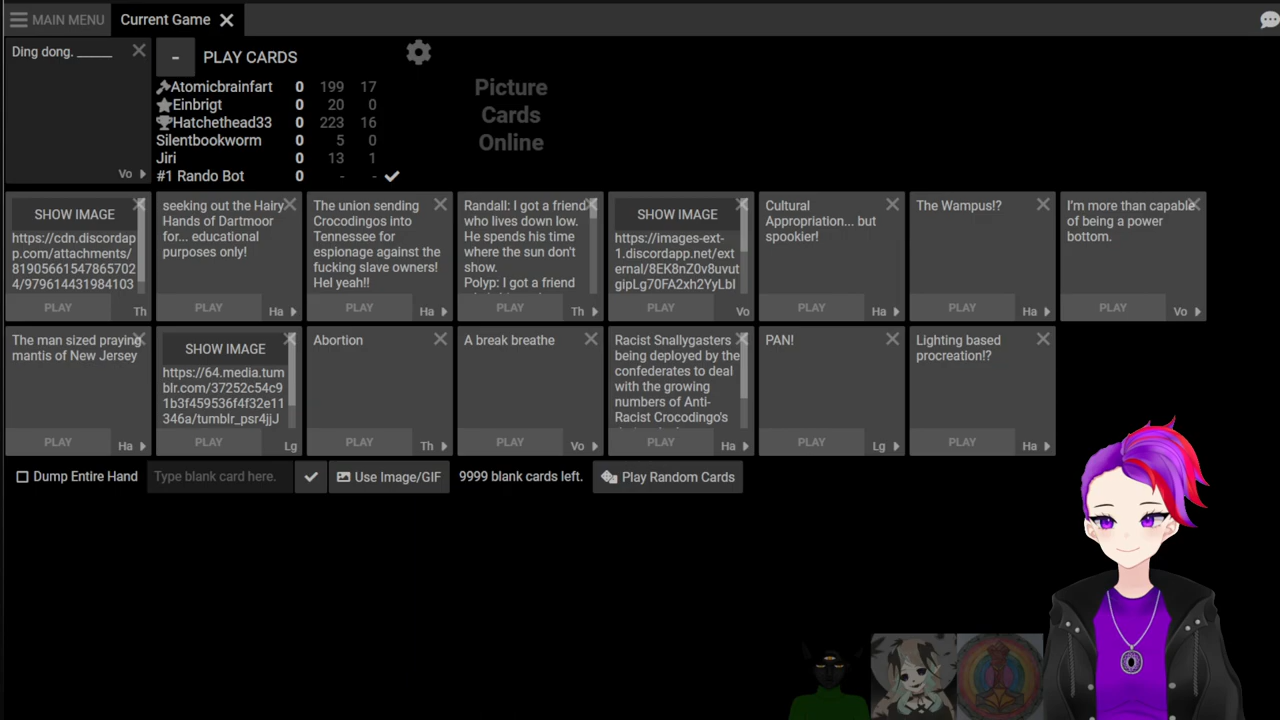 MAIN MENU
Current Game
Ding dong. ______
Vo
-
PLAY CARDS
Atomicbrainfart 0 199 17
Einbrigt 0 20 0
Hatchethead33 0 223 16
Silentbookworm 0 5 0
Jiri 0 13 1
#1 Rando Bot 0 - -
Picture
Cards
Online
SHOW IMAGE
https://cdn.discordap
p.com/attachments/
81905661547865702
4/979614431984103
PLAY
Th
seeking out the Hairy
Hands of Dartmoor
for... educational
purposes only!
PLAY
Ha
The union sending
Crocodingos into
Tennessee for
espionage against the
fucking slave owners!
Hel yeah!!
PLAY
Ha
Randall: I got a friend
who lives down low.
He spends his time
where the sun don't
show.
Polyp: I got a friend
PLAY
Th
SHOW IMAGE
https://images-ext-
1.discordapp.net/ext
ernal/8EK8nZ0v8uvut
gipLg70FA2xh2YyLbI
PLAY
Vo
Cultural
Appropriation... but
spookier!
PLAY
Ha
The Wampus!?
PLAY
Ha
I'm more than capable
of being a power
bottom.
PLAY
Vo
The man sized praying
mantis of New Jersey
PLAY
Ha
SHOW IMAGE
https://64.media.tum
blr.com/37252c54c9
1b3f459536f4f32e11
346a/tumblr_psr4jjJ
PLAY
Lg
Abortion
PLAY
Th
A break breathe
PLAY
Vo
Racist Snallygasters
being deployed by the
confederates to deal
with the growing
numbers of Anti-
Racist Crocodingo's
PLAY
Ha
PAN!
PLAY
Lg
Lighting based
procreation!?
PLAY
Ha
Dump Entire Hand
Type blank card here.
Use Image/GIF
9999 blank cards left.
Play Random Cards